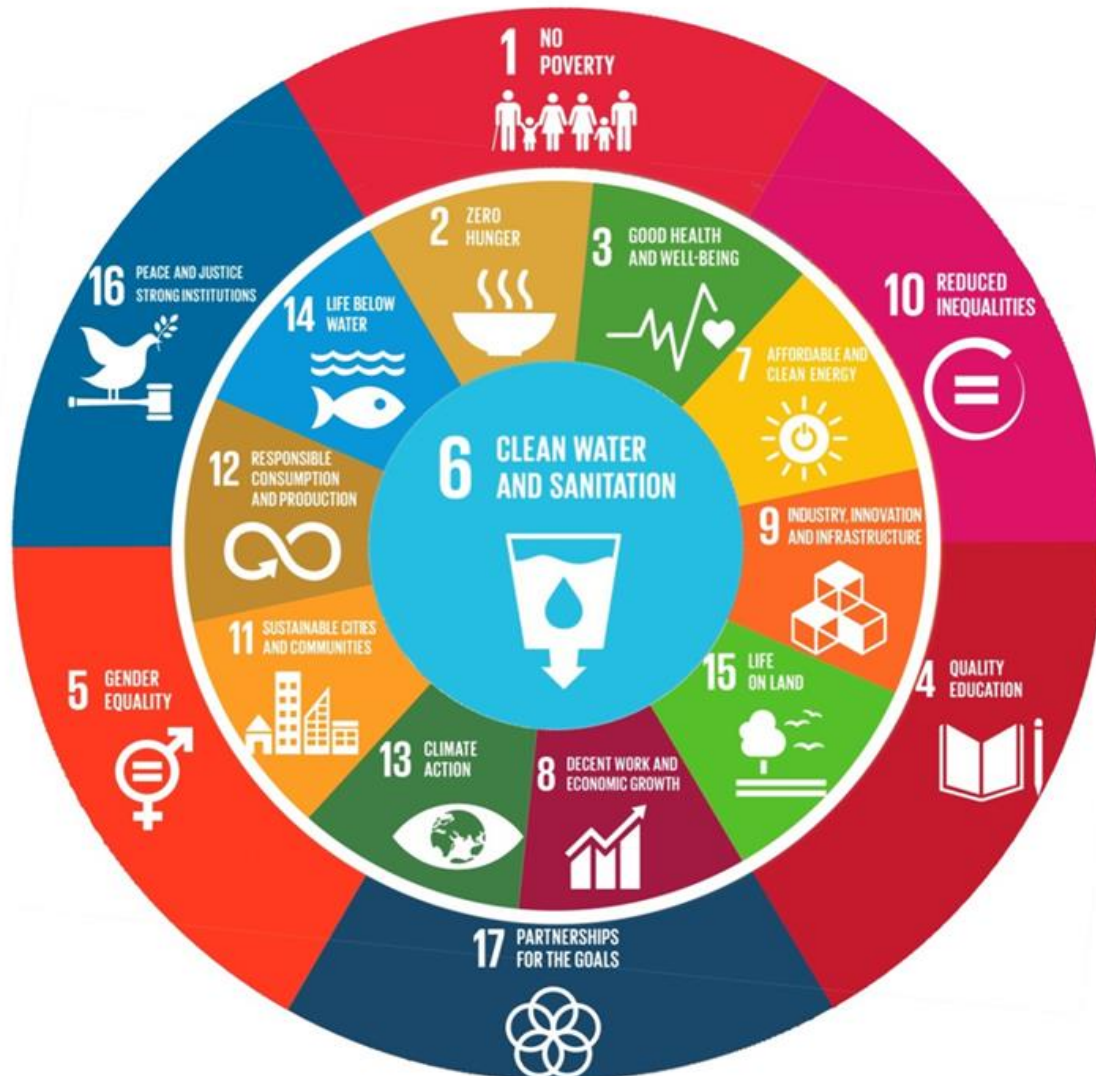 1 NO
POVERTY
10 REDUCED
INEQUALITIES
4 QUALITY
EDUCATION
17 PARTNERSHIPS
FOR THE GOALS
5 GENDER
EQUALITY
16 PEACE AND JUSTICE
STRONG INSTITUTIONS
2 ZERO
HUNGER
3 GOOD HEALTH
AND WELL-BEING
7 AFFORDABLE AND
CLEAN ENERGY
9 INDUSTRY, INNOVATION
AND INFRASTRUCTURE
15 LIFE
ON LAND
8 DECENT WORK AND
ECONOMIC GROWTH
13 CLIMATE
ACTION
11 SUSTAINABLE CITIES
AND COMMUNITIES
12 RESPONSIBLE
CONSUMPTION
AND PRODUCTION
14 LIFE BELOW
WATER
6 CLEAN WATER
AND SANITATION